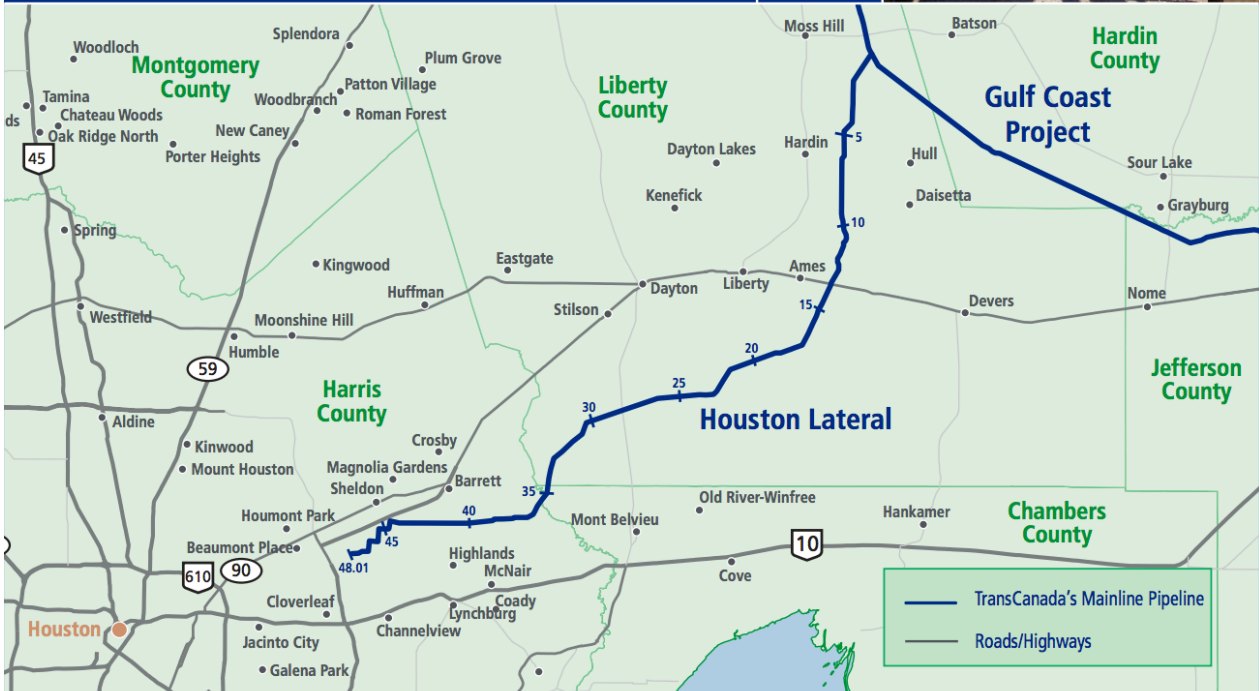 Woodloch
Montgomery
County
Splendora
Plum Grove
Patton Village
Woodbranch
Roman Forest
New Caney
Tamina
ds
Chateau Woods
Oak Ridge North
Porter Heights
45
Spring
Liberty
County
Moss Hill
Batson
Hardin
County
Gulf Coast
Project
5
Dayton Lakes
Hardin
Hull
Kenefick
Daisetta
Sour Lake
Grayburg
10
Kingwood
Eastgate
Huffman
Dayton
Liberty
Ames
Stilson
15
Devers
Nome
Westfield
Moonshine Hill
Humble
59
20
25
30
Harris
County
Houston Lateral
Jefferson
County
Aldine
Kinwood
Mount Houston
Crosby
Magnolia Gardens
Sheldon
Barrett
35
40
45
48.01
Houmont Park
Beaumont Place
Old River-Winfree
Mont Belvieu
Hankamer
Chambers
County
10
610
90
Highlands
McNair
Coady
Lynchburg
Cove
Cloverleaf
Channelview
Houston
Jacinto City
Galena Park
TransCanada's Mainline Pipeline
Roads/Highways